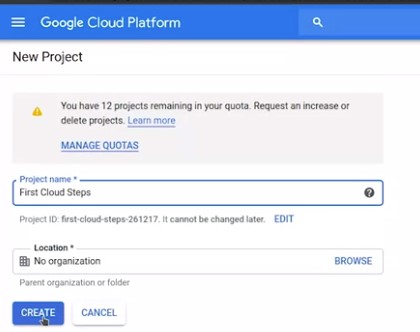 Google Cloud Platform
New Project
You have 12 projects remaining in your quota. Request an increase or
delete projects. Learn more
MANAGE QUOTAS
Project name *
First Cloud Steps
Project ID: first-cloud-steps-261217. It cannot be changed later. EDIT
Location *
No organization BROWSE
Parent organization or folder
CREATE CANCEL